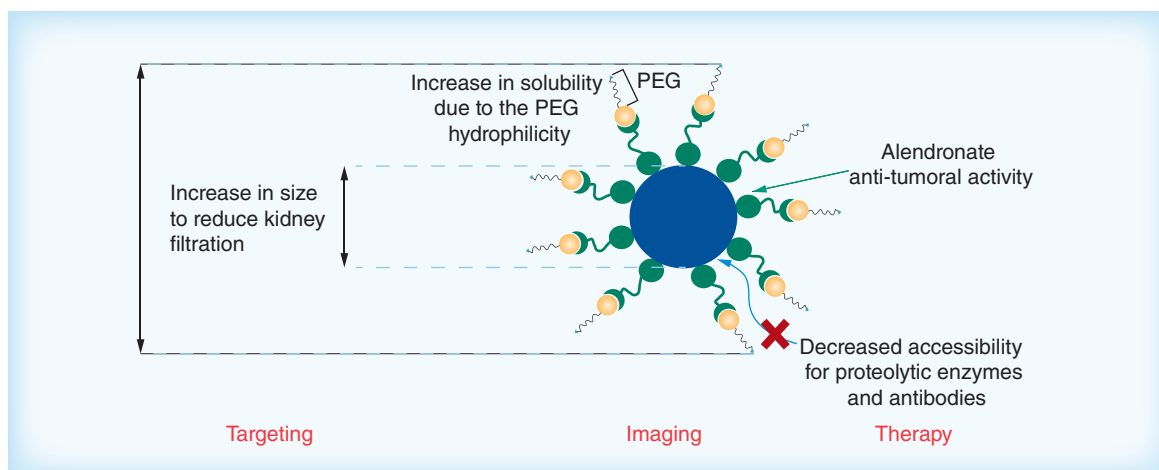 Increase in solubility
due to the PEG
hydrophilicity
PEG
Increase in size
to reduce kidney
filtration
Alendronate
anti-tumoral activity
Decreased accessibility
for proteolytic enzymes
and antibodies
Targeting
Imaging
Therapy